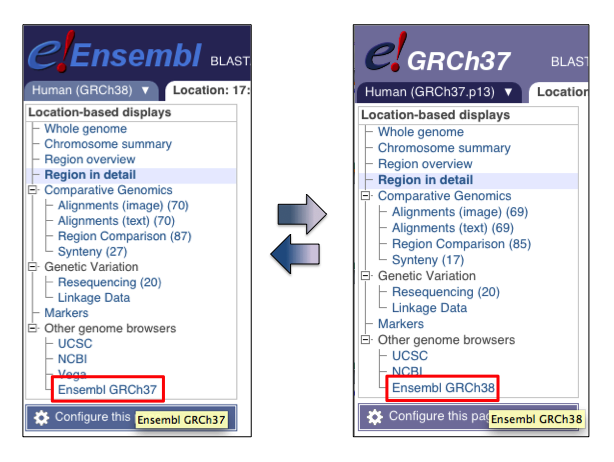 e!Ensembl BLAST
Human (GRCh38) ▼ Location: 17:
Location-based displays
Whole genome
Chromosome summary
Region overview
Region in detail
Comparative Genomics
Alignments (image) (70)
Alignments (text) (70)
Region Comparison (87)
Synteny (27)
Genetic Variation
Resequencing (20)
Linkage Data
Markers
Other genome browsers
UCSC
NCBI
Vega
Ensembl GRCh37
Configure this
Ensembl GRCh37
e! GRCh37 BLAST
Human (GRCh37.p13) ▼ Location
Location-based displays
Whole genome
Chromosome summary
Region overview
Region in detail
Comparative Genomics
Alignments (image) (69)
Alignments (text) (69)
Region Comparison (85)
Synteny (17)
Genetic Variation
Resequencing (20)
Linkage Data
Markers
Other genome browsers
UCSC
NCBI
Ensembl GRCh38
Configure this pag
Ensembl GRCh38